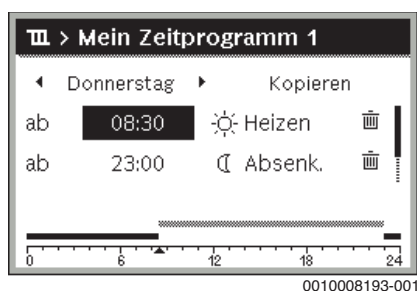 > Mein Zeitprogramm 1
Donnerstag Kopieren
ab 08:30 Heizen
ab 23:00 Absenk.
0 6 12 18 24
0010008193-001